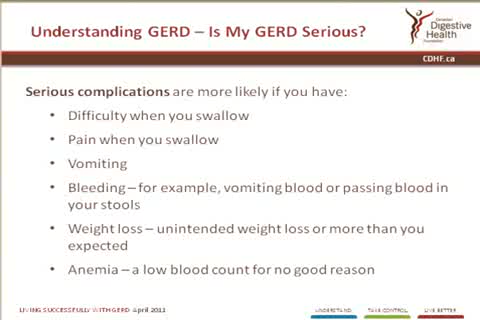 Understanding GERD – Is My GERD Serious?
Canadian
Digestive
Health
Foundation
CDHF.ca
Serious complications are more likely if you have:
• Difficulty when you swallow
• Pain when you swallow
• Vomiting
• Bleeding – for example, vomiting blood or passing blood in
your stools
• Weight loss – unintended weight loss or more than you
expected
• Anemia – a low blood count for no good reason
LIVING SUCCESSFULLY WITH GERD April 2011
UNDERSTAND. TAKE CONTROL. LIVE BETTER.